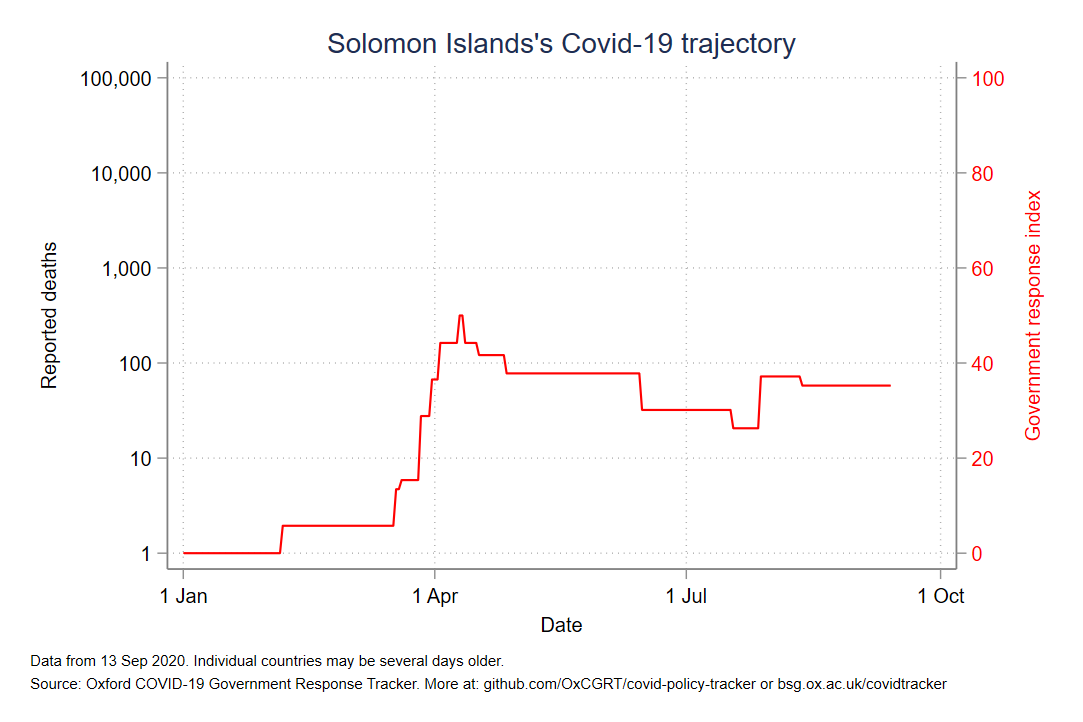 Solomon Islands's Covid-19 trajectory
100,000
10,000
1,000
100
10
1
Reported deaths
100
80
60
40
20
0
Government response index
1 Jan
1 Apr
1 Jul
1 Oct
Date
Data from 13 Sep 2020. Individual countries may be several days older.
Source: Oxford COVID-19 Government Response Tracker. More at: github.com/OxCGRT/covid-policy-tracker or bsg.ox.ac.uk/covidtracker